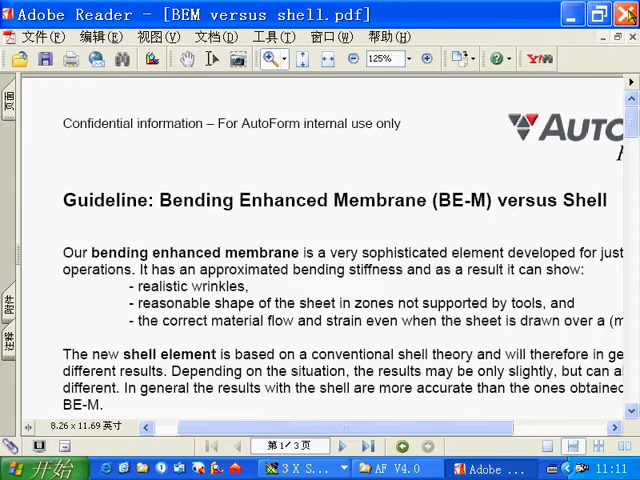 Adobe Reader - [BEM versus shell.pdf]
文件(F) 编辑(E) 视图(V) 文档(D) 工具(T) 窗口(W) 帮助(H)
125%
页面
Confidential information – For AutoForm internal use only
AUTO
Guideline: Bending Enhanced Membrane (BE-M) versus Shell
Our bending enhanced membrane is a very sophisticated element developed for just
operations. It has an approximated bending stiffness and as a result it can show:
- realistic wrinkles,
- reasonable shape of the sheet in zones not supported by tools, and
- the correct material flow and strain even when the sheet is drawn over a (m
附件
注释
The new shell element is based on a conventional shell theory and will therefore in ge
different results. Depending on the situation, the results may be only slightly, but can a
different. In general the results with the shell are more accurate than the ones obtained
BE-M.
8.26 x 11.69 英寸
第 1/3 页
开始 3 X S... AF V4.0 Adobe ... 11:11